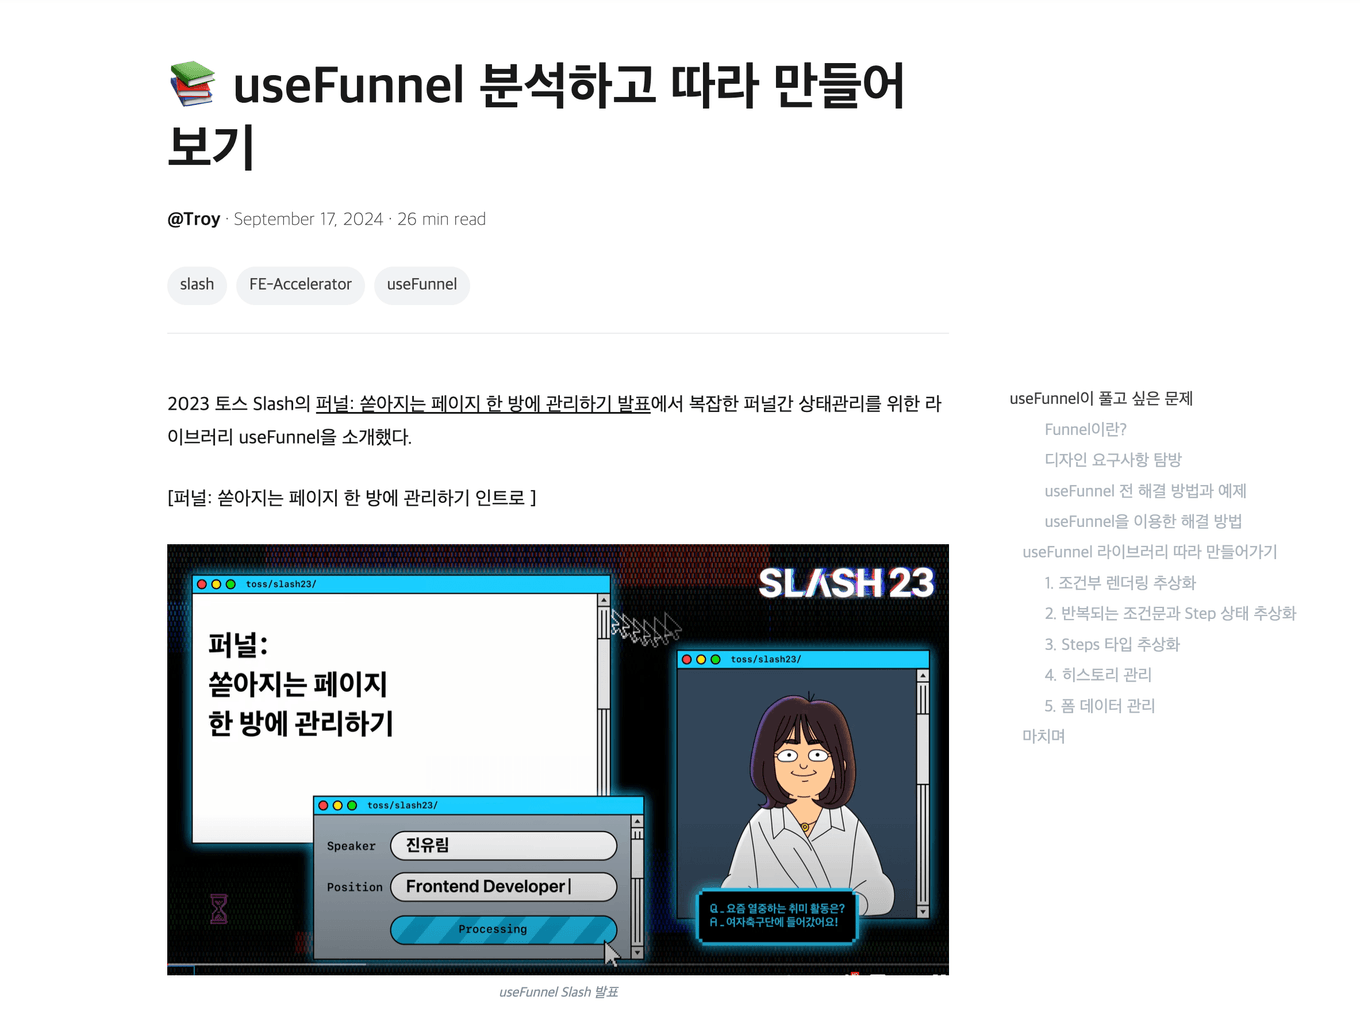 📚 useFunnel 분석하고 따라 만들어
보기
@Troy · September 17, 2024 · 26 min read
slash
FE-Accelerator
useFunnel
2023 토스 Slash의 퍼널: 쏟아지는 페이지 한 방에 관리하기 발표에서 복잡한 퍼널간 상태관리를 위한 라
이브러리 useFunnel을 소개했다.
[퍼널: 쏟아지는 페이지 한 방에 관리하기 인트로 ]
toss/slash23/
SLASH 23
퍼널:
쏟아지는 페이지
한 방에 관리하기
toss/slash23/
toss/slash23/
Speaker 진유림
Position Frontend Developer
Processing
Q_요즘 열중하는 취미 활동은?
A_여자축구단에 들어갔어요!
useFunnel Slash 발표
useFunnel이 풀고 싶은 문제
Funnel이란?
디자인 요구사항 탐방
useFunnel 전 해결 방법과 예제
useFunnel을 이용한 해결 방법
useFunnel 라이브러리 따라 만들어가기
1. 조건부 렌더링 추상화
2. 반복되는 조건문과 Step 상태 추상화
3. Steps 타입 추상화
4. 히스토리 관리
5. 폼 데이터 관리
마치며